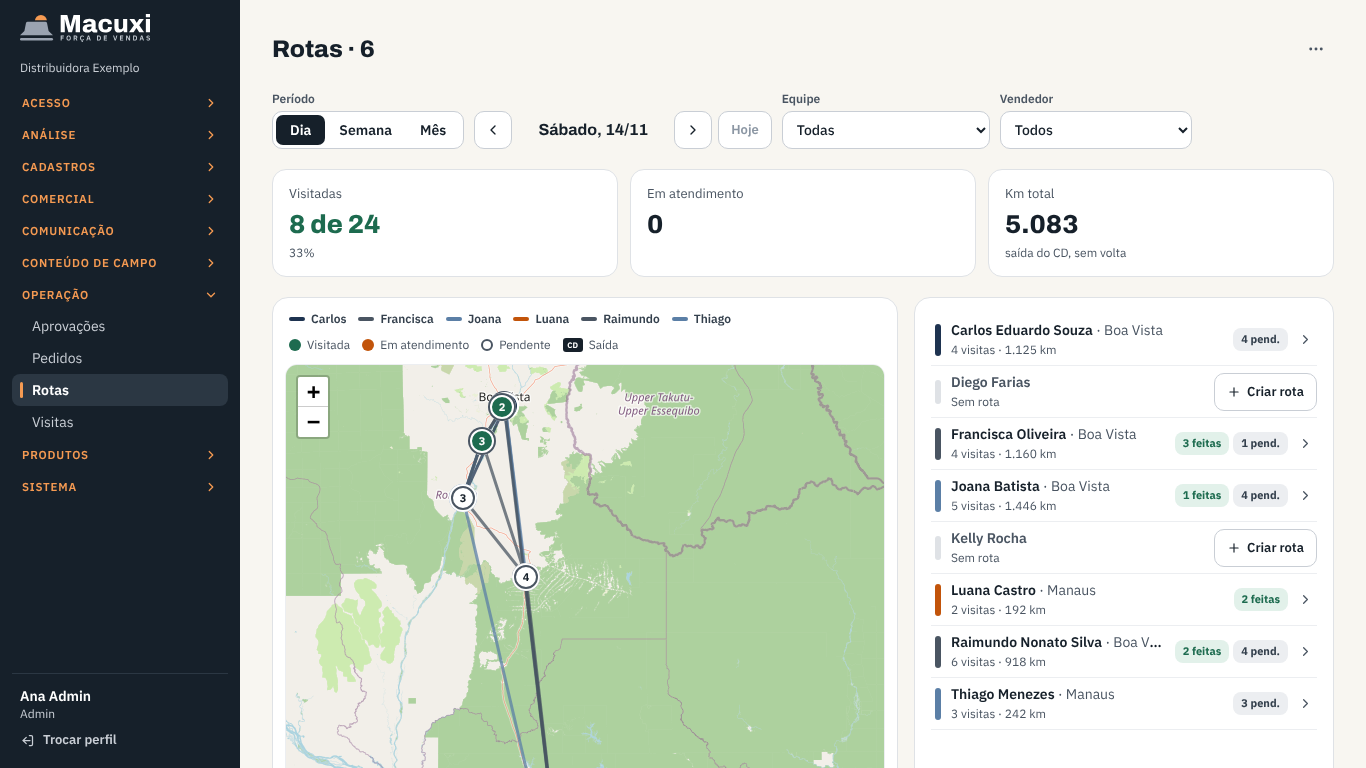 Macuxi
FORÇA DE VENDAS
Distribuidora Exemplo
ACESSO
ANÁLISE
CADASTROS
COMERCIAL
COMUNICAÇÃO
CONTEÚDO DE CAMPO
OPERAÇÃO
Aprovações
Pedidos
Rotas
Visitas
PRODUTOS
SISTEMA
Ana Admin
Admin
Trocar perfil
Rotas · 6
Período
Dia Semana Mês
Sábado, 14/11
Hoje
Equipe
Todas
Vendedor
Todos
Visitadas
8 de 24
33%
Em atendimento
0
Km total
5.083
saída do CD, sem volta
Carlos Francisca Joana Luana Raimundo Thiago
Visitada Em atendimento Pendente CD Saída
+
−
2
3
3
4
Upper Takutu-
Upper Essequibo
Carlos Eduardo Souza · Boa Vista
4 visitas · 1.125 km
4 pend.
Diego Farias
Sem rota
+ Criar rota
Francisca Oliveira · Boa Vista
4 visitas · 1.160 km
3 feitas 1 pend.
Joana Batista · Boa Vista
5 visitas · 1.446 km
1 feitas 4 pend.
Kelly Rocha
Sem rota
+ Criar rota
Luana Castro · Manaus
2 visitas · 192 km
2 feitas
Raimundo Nonato Silva · Boa V...
6 visitas · 918 km
2 feitas 4 pend.
Thiago Menezes · Manaus
3 visitas · 242 km
3 pend.